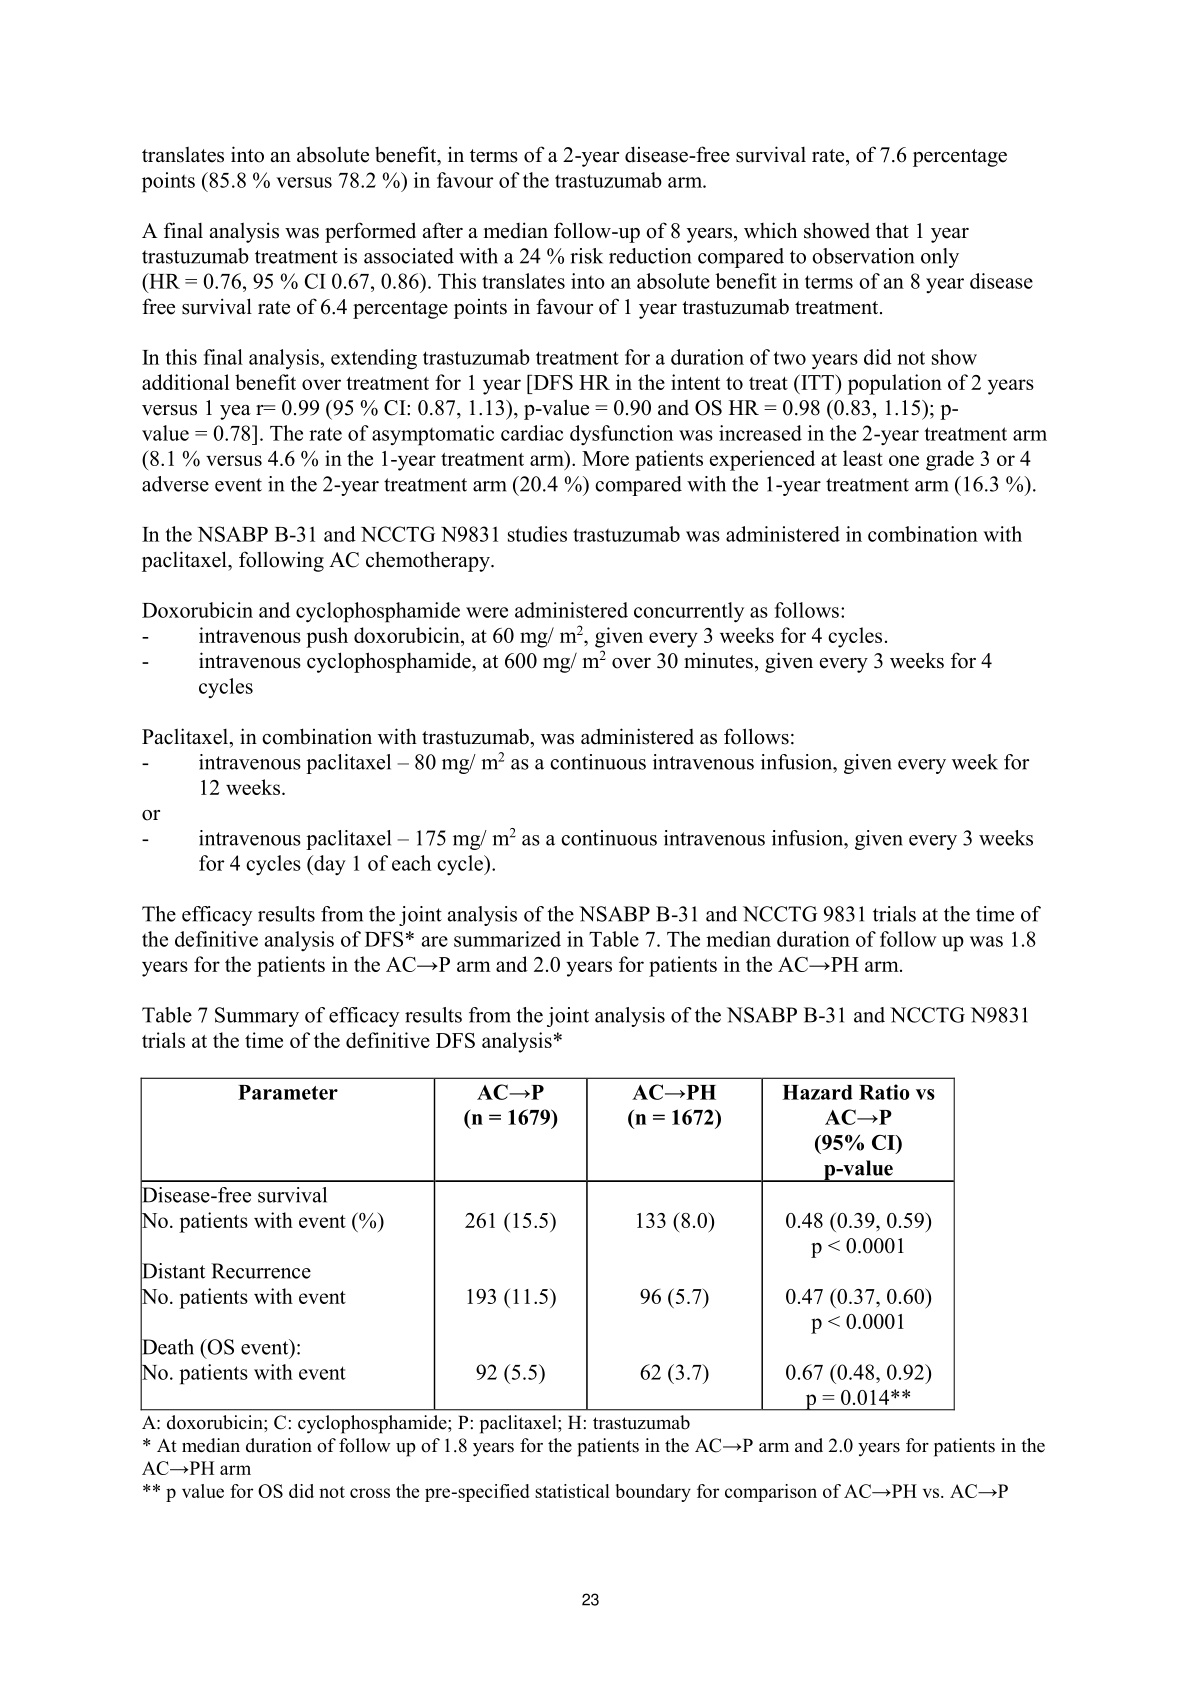 translates into an absolute benefit, in terms of a 2-year disease-free survival rate, of 7.6 percentage
points (85.8 % versus 78.2 %) in favour of the trastuzumab arm.
A final analysis was performed after a median follow-up of 8 years, which showed that 1 year
trastuzumab treatment is associated with a 24 % risk reduction compared to observation only
(HR = 0.76, 95 % CI 0.67, 0.86). This translates into an absolute benefit in terms of an 8 year disease
free survival rate of 6.4 percentage points in favour of 1 year trastuzumab treatment.
In this final analysis, extending trastuzumab treatment for a duration of two years did not show
additional benefit over treatment for 1 year [DFS HR in the intent to treat (ITT) population of 2 years
versus 1 yea r= 0.99 (95 % CI: 0.87, 1.13), p-value = 0.90 and OS HR = 0.98 (0.83, 1.15); p-
value = 0.78]. The rate of asymptomatic cardiac dysfunction was increased in the 2-year treatment arm
(8.1 % versus 4.6 % in the 1-year treatment arm). More patients experienced at least one grade 3 or 4
adverse event in the 2-year treatment arm (20.4 %) compared with the 1-year treatment arm (16.3 %).
In the NSABP B-31 and NCCTG N9831 studies trastuzumab was administered in combination with
paclitaxel, following AC chemotherapy.
Doxorubicin and cyclophosphamide were administered concurrently as follows:
- intravenous push doxorubicin, at 60 mg/ m², given every 3 weeks for 4 cycles.
- intravenous cyclophosphamide, at 600 mg/ m² over 30 minutes, given every 3 weeks for 4
cycles
Paclitaxel, in combination with trastuzumab, was administered as follows:
- intravenous paclitaxel – 80 mg/ m² as a continuous intravenous infusion, given every week for
12 weeks.
or
- intravenous paclitaxel – 175 mg/ m² as a continuous intravenous infusion, given every 3 weeks
for 4 cycles (day 1 of each cycle).
The efficacy results from the joint analysis of the NSABP B-31 and NCCTG 9831 trials at the time of
the definitive analysis of DFS* are summarized in Table 7. The median duration of follow up was 1.8
years for the patients in the AC→P arm and 2.0 years for patients in the AC→PH arm.
Table 7 Summary of efficacy results from the joint analysis of the NSABP B-31 and NCCTG N9831
trials at the time of the definitive DFS analysis*
Parameter AC→P AC→PH Hazard Ratio vs
(n = 1679) (n = 1672) AC→P
(95% CI)
p-value
Disease-free survival
No. patients with event (%) 261 (15.5) 133 (8.0) 0.48 (0.39, 0.59)
p < 0.0001
Distant Recurrence
No. patients with event 193 (11.5) 96 (5.7) 0.47 (0.37, 0.60)
p < 0.0001
Death (OS event):
No. patients with event 92 (5.5) 62 (3.7) 0.67 (0.48, 0.92)
p = 0.014**
A: doxorubicin; C: cyclophosphamide; P: paclitaxel; H: trastuzumab
* At median duration of follow up of 1.8 years for the patients in the AC→P arm and 2.0 years for patients in the
AC→PH arm
** p value for OS did not cross the pre-specified statistical boundary for comparison of AC→PH vs. AC→P
23